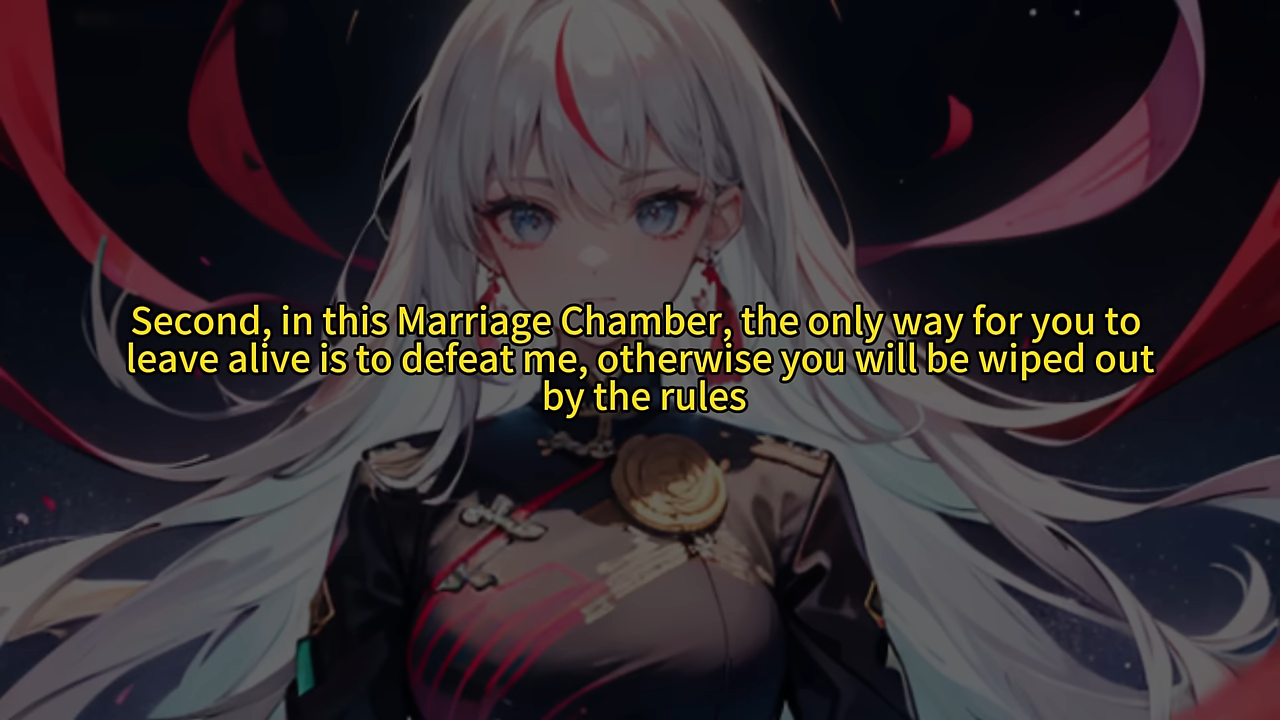 Second, in this Marriage Chamber, the only way for you to
leave alive is to defeat me, otherwise you will be wiped out
by the rules